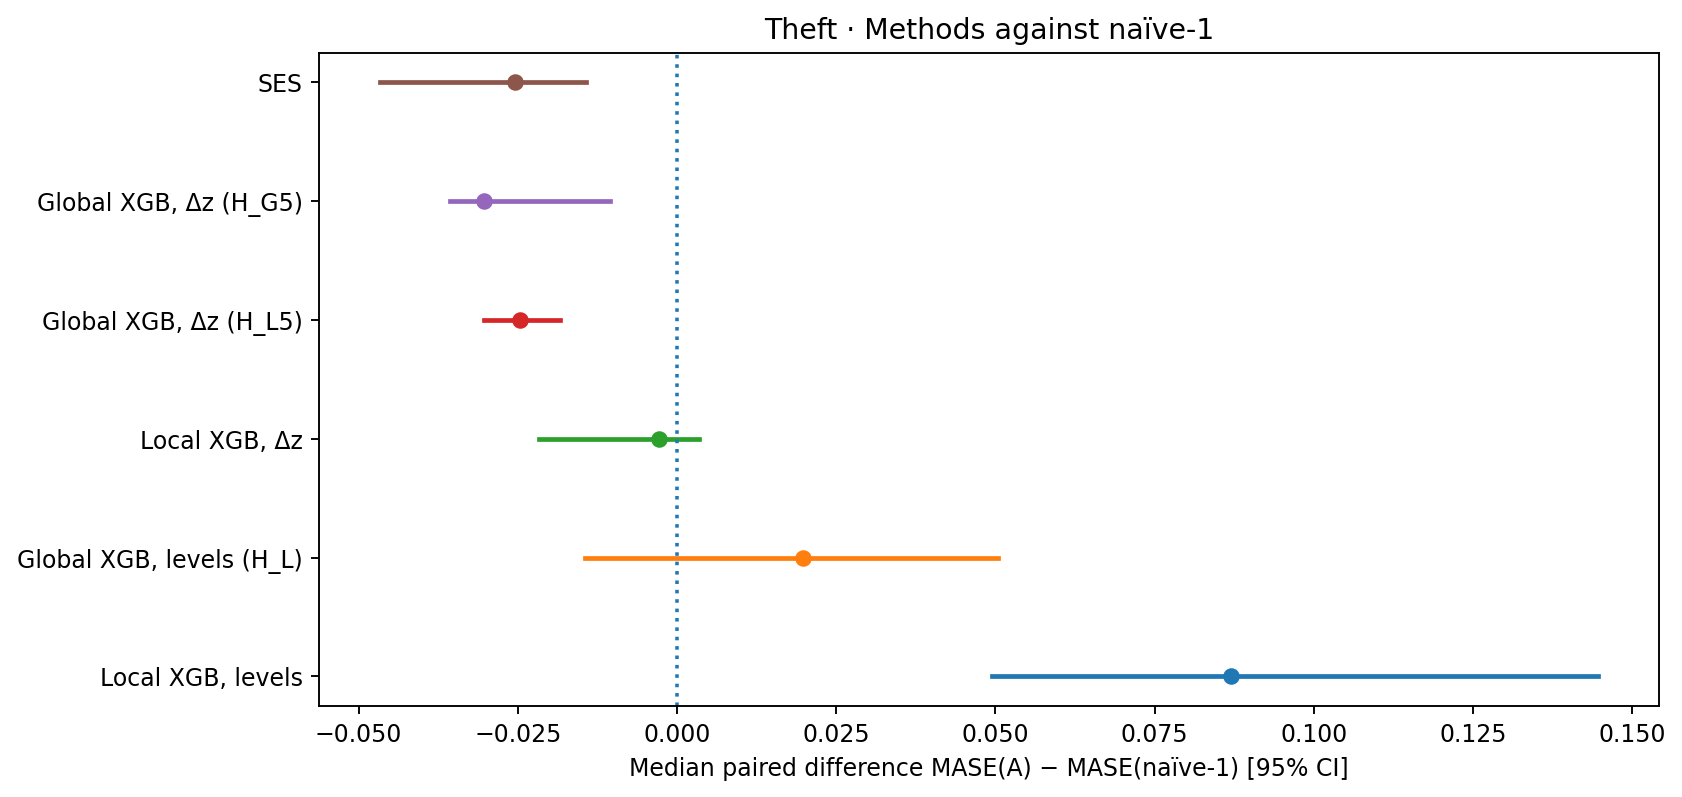 Theft · Methods against naïve-1
SES
Global XGB, Δz (H_G5)
Global XGB, Δz (H_L5)
Local XGB, Δz
Global XGB, levels (H_L)
Local XGB, levels
−0.050 −0.025 0.000 0.025 0.050 0.075 0.100 0.125 0.150
Median paired difference MASE(A) − MASE(naïve-1) [95% CI]